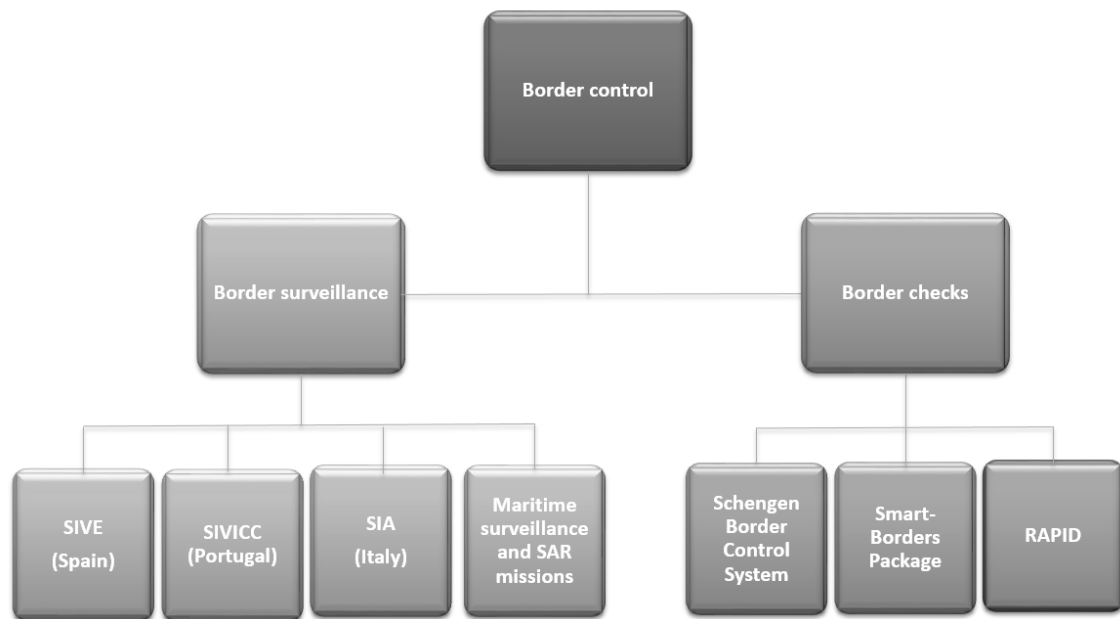 Border control
Border surveillance
Border checks
SIVE
(Spain)
SIVICC
(Portugal)
SIA
(Italy)
Maritime
surveillance
and SAR
missions
Schengen
Border
Control
System
Smart-
Borders
Package
RAPID